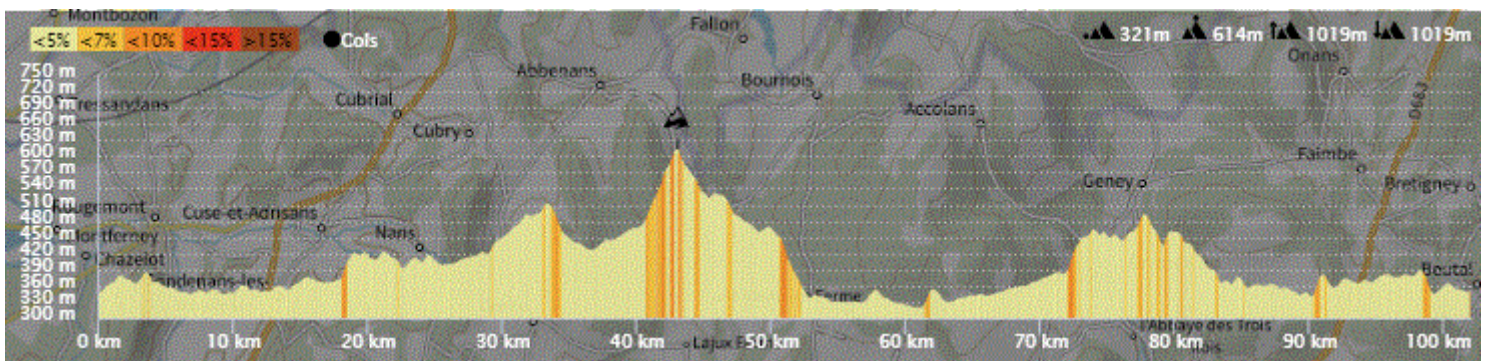 Montbozon
<5% <7% <10% <15% >15% Cols
Fallon
321m 614m 1019m 1019m
Onans
750 m
Abbenans
720 m
Bournois
690 m
Cubrial
Accolans
D663
660 m
Cubry
630 m
600 m
Faimbe
570 m
Geney
Bretigney
540 m
510 m
Cuse-et-Adrisans
480 m
450 m
Nans
420 m
390 m
Chazelot
360 m
Beutal
330 m
Ferme
300 m
l'Abbaye des Trois
0 km 10 km 20 km 30 km 40 km 50 km 60 km 70 km 80 km 90 km 100 km